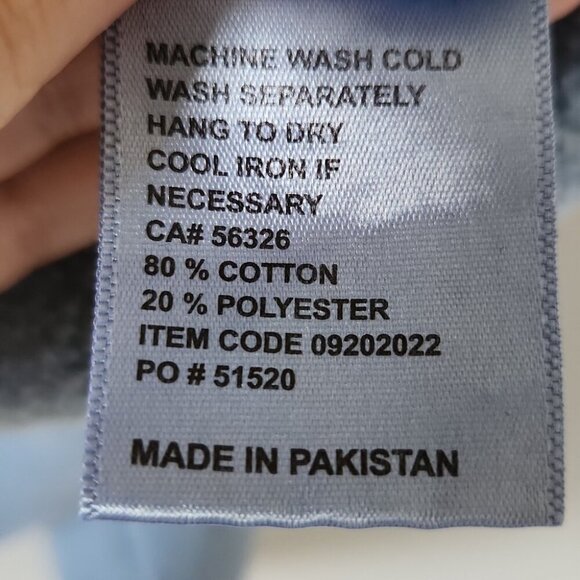 MACHINE WASH COLD
WASH SEPARATELY
HANG TO DRY
COOL IRON IF
NECESSARY
CA# 56326
80 % COTTON
20 % POLYESTER
ITEM CODE 09202022
PO # 51520
MADE IN PAKISTAN